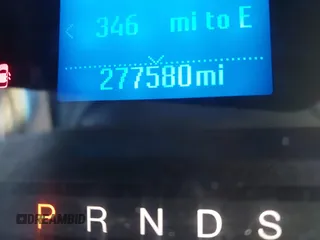 < 346 mi to E
277580mi
P R N D S
DREAMBID